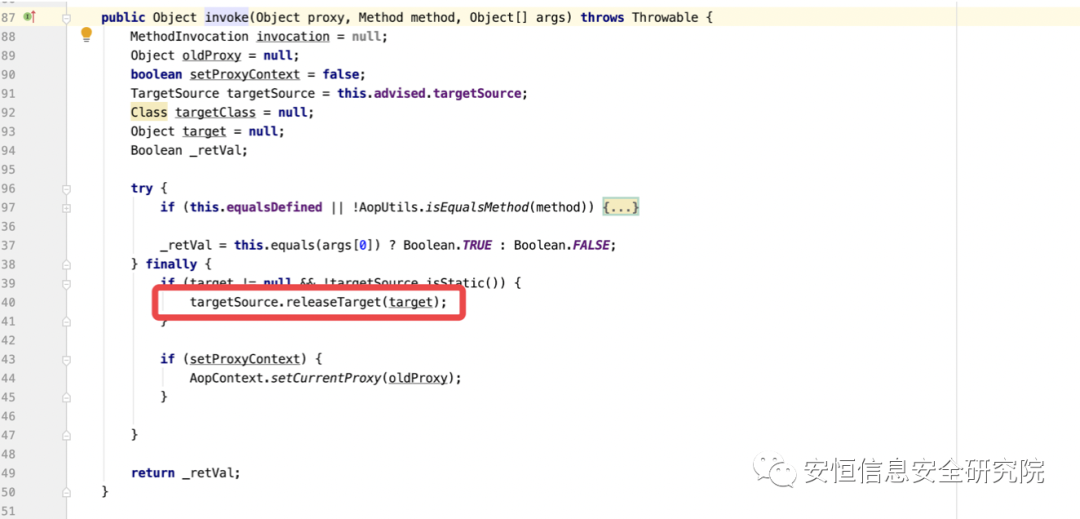 87 public Object invoke(Object proxy, Method method, Object[] args) throws Throwable {
88 MethodInvocation invocation = null;
89 Object oldProxy = null;
90 boolean setProxyContext = false;
91 TargetSource targetSource = this.advised.targetSource;
92 Class targetClass = null;
93 Object target = null;
94 Boolean _retVal;
95
96 try {
97 if (this.equalsDefined || !AopUtils.isEqualsMethod(method)) {...}
36
37 _retVal = this.equals(args[0]) ? Boolean.TRUE : Boolean.FALSE;
38 } finally {
39 if (target != null && !targetSource.isStatic()) {
40 targetSource.releaseTarget(target);
41 }
42
43 if (setProxyContext) {
44 AopContext.setCurrentProxy(oldProxy);
45 }
46
47 }
48
49 return _retVal;
50 }
51
安恒信息安全研究院